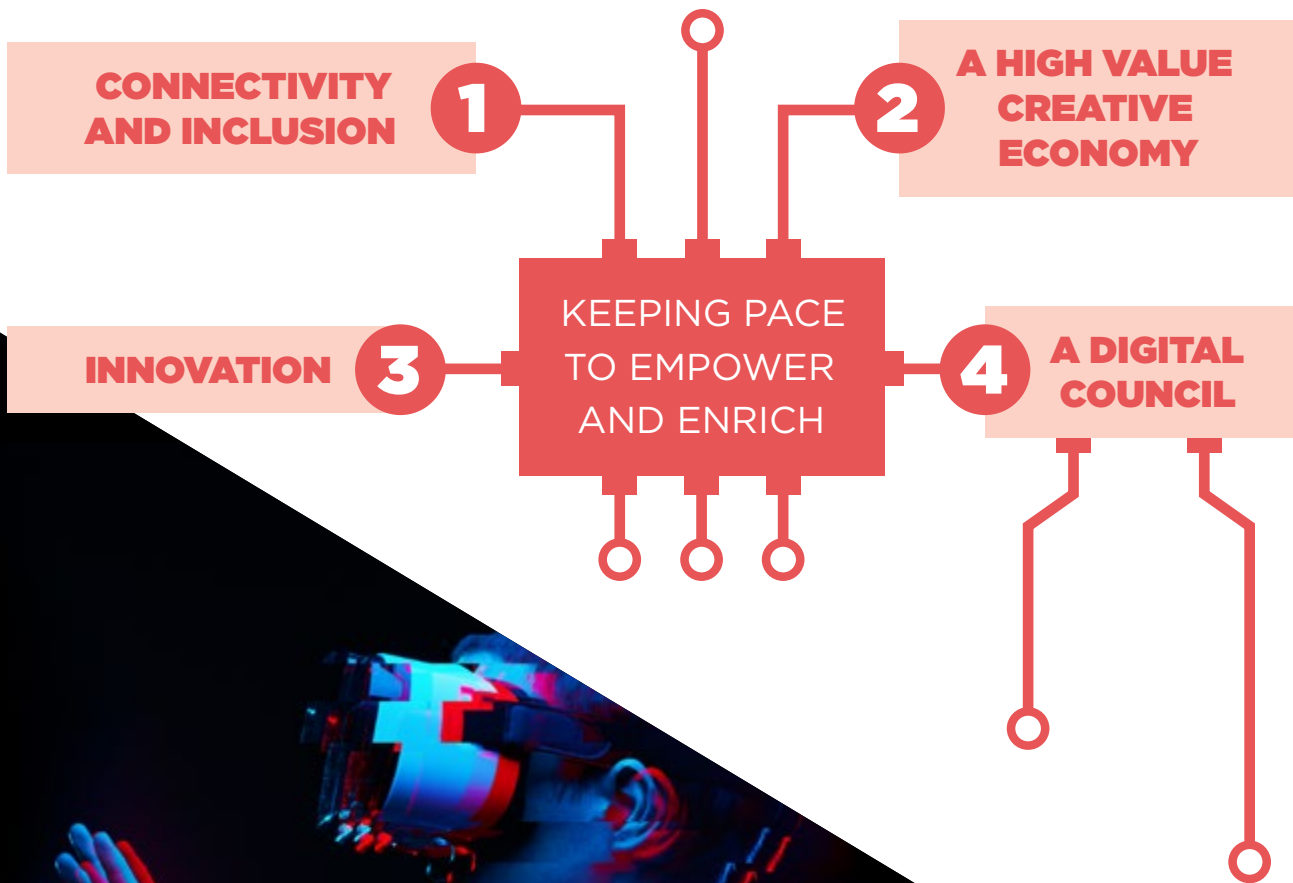 CONNECTIVITY
AND INCLUSION
1
2
A HIGH VALUE
CREATIVE
ECONOMY
KEEPING PACE
TO EMPOWER
AND ENRICH
INNOVATION
3
4
A DIGITAL
COUNCIL